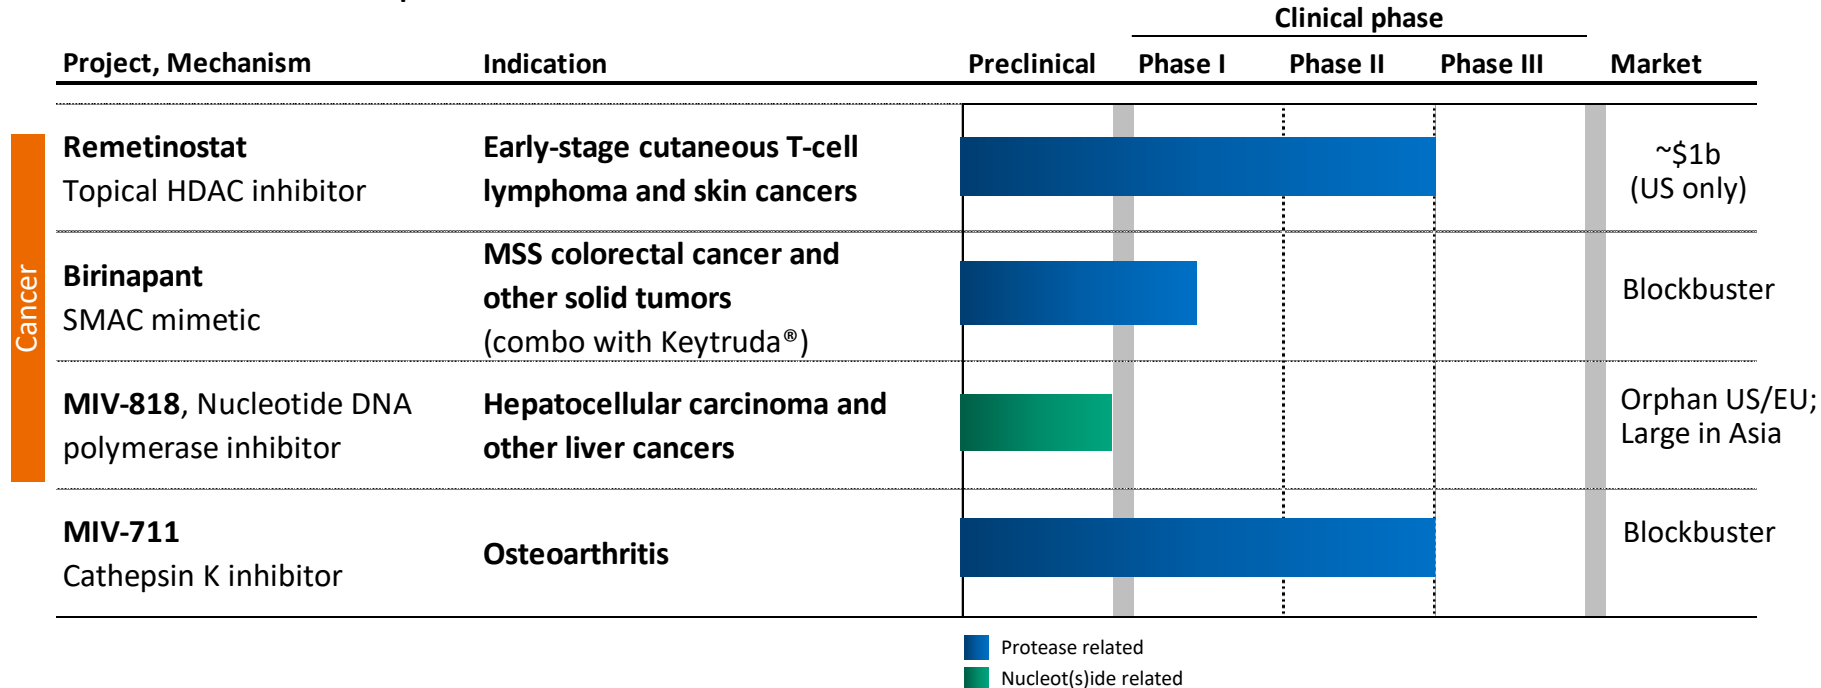 Clinical phase
Project, Mechanism Indication Preclinical Phase I Phase II Phase III Market
Cancer
Remetinostat
Topical HDAC inhibitor
Early-stage cutaneous T-cell
lymphoma and skin cancers
~$1b
(US only)
Birinapant
SMAC mimetic
MSS colorectal cancer and
other solid tumors
(combo with Keytruda®)
Blockbuster
MIV-818, Nucleotide DNA
polymerase inhibitor
Hepatocellular carcinoma and
other liver cancers
Orphan US/EU;
Large in Asia
MIV-711
Cathepsin K inhibitor
Osteoarthritis
Blockbuster
Protease related
Nucleot(s)ide related